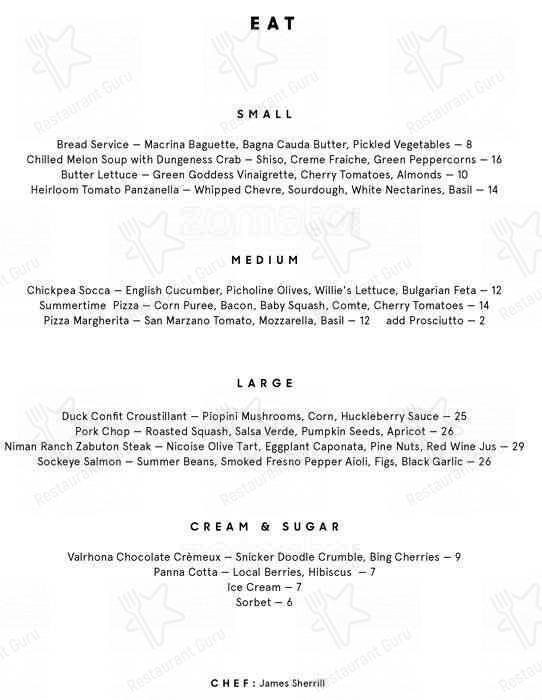 EAT
SMALL
Bread Service — Macrina Baguette, Bagna Cauda Butter, Pickled Vegetables — 8
Chilled Melon Soup with Dungeness Crab — Shiso, Creme Fraiche, Green Peppercorns — 16
Butter Lettuce — Green Goddess Vinaigrette, Cherry Tomatoes, Almonds — 10
Heirloom Tomato Panzanella — Whipped Chevre, Sourdough, White Nectarines, Basil — 14
MEDIUM
Chickpea Socca — English Cucumber, Picholine Olives, Willie's Lettuce, Bulgarian Feta — 12
Summertime Pizza — Corn Puree, Bacon, Baby Squash, Comte, Cherry Tomatoes — 14
Pizza Margherita — San Marzano Tomato, Mozzarella, Basil — 12 add Prosciutto — 2
LARGE
Duck Confit Croustillant — Piopini Mushrooms, Corn, Huckleberry Sauce — 25
Pork Chop — Roasted Squash, Salsa Verde, Pumpkin Seeds, Apricot — 26
Niman Ranch Zabuton Steak — Nicoise Olive Tart, Eggplant Caponata, Pine Nuts, Red Wine Jus — 29
Sockeye Salmon — Summer Beans, Smoked Fresno Pepper Aioli, Figs, Black Garlic — 26
CREAM & SUGAR
Valrhona Chocolate Crèmeux — Snicker Doodle Crumble, Bing Cherries — 9
Panna Cotta — Local Berries, Hibiscus — 7
Ice Cream — 7
Sorbet — 6
CHEF: James Sherrill
Restaurant Guru
zomato